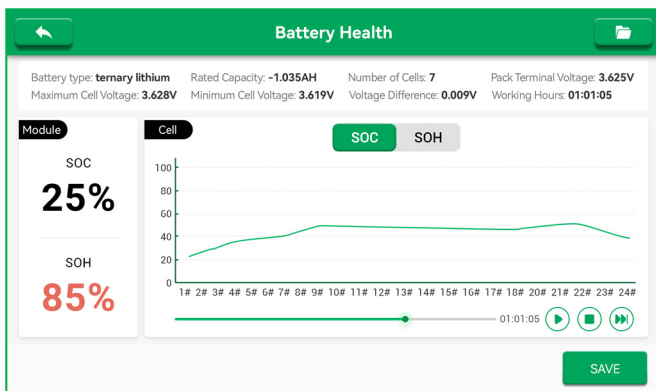 Battery Health
Battery type: ternary lithium Rated Capacity: -1.035AH Number of Cells: 7 Pack Terminal Voltage: 3.625V
Maximum Cell Voltage: 3.628V Minimum Cell Voltage: 3.619V Voltage Difference: 0.009V Working Hours: 01:01:05
Module
SOC
25%
SOH
85%
Cell
SOC SOH
100
80
60
40
20
0
1# 2# 3# 4# 5# 6# 7# 8# 9# 10# 11# 12# 13# 14# 15# 16# 17# 18# 20# 21# 22# 23# 24#
01:01:05
SAVE